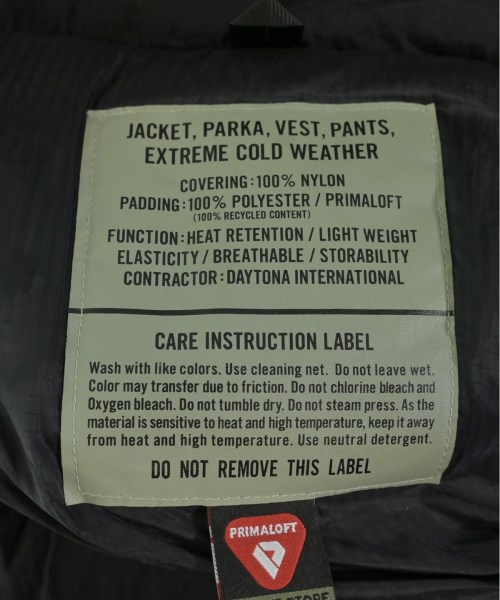 JACKET, PARKA, VEST, PANTS,
EXTREME COLD WEATHER
COVERING:100% NYLON
PADDING:100% POLYESTER / PRIMALOFT
(100% RECYCLED CONTENT)
FUNCTION:HEAT RETENTION / LIGHT WEIGHT
ELASTICITY / BREATHABLE / STORABILITY
CONTRACTOR:DAYTONA INTERNATIONAL
CARE INSTRUCTION LABEL
Wash with like colors. Use cleaning net. Do not leave wet.
Color may transfer due to friction. Do not chlorine bleach and
Oxygen bleach. Do not tumble dry. Do not steam press. As the
material is sensitive to heat and high temperature, keep it away
from heat and high temperature. Use neutral detergent.
DO NOT REMOVE THIS LABEL
PRIMALOFT
STORE